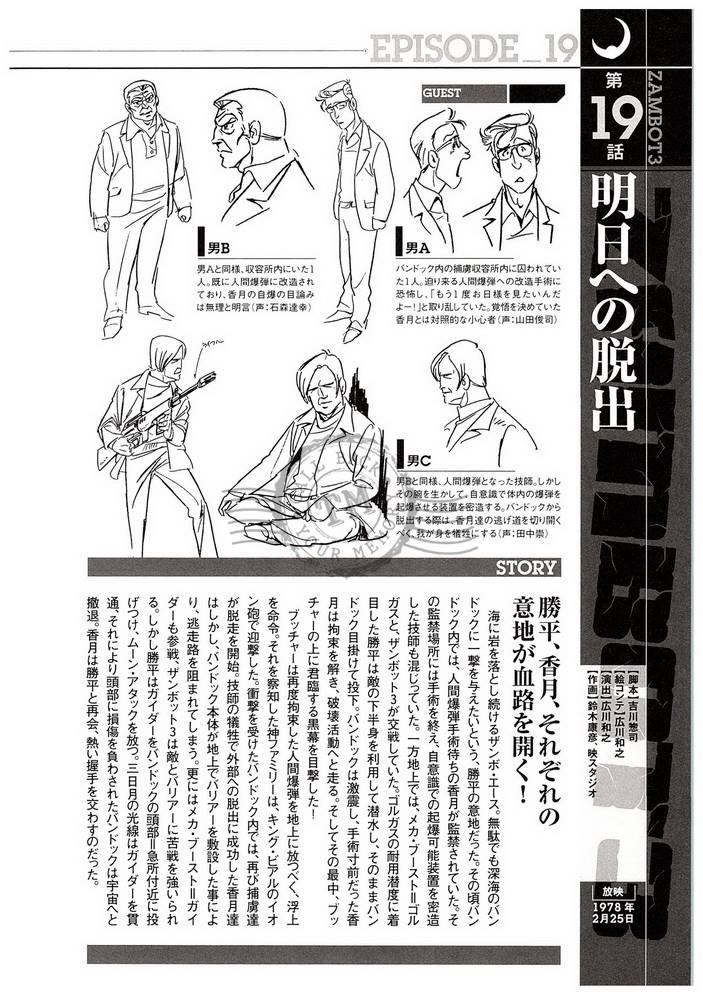 EPISODE_19
ZAMBOT3
第
19
話
明日への脱出
【脚本】吉川惣司
【絵コンテ】広川和之
【演出】広川和之
【作画】鈴木康彦、映スタジオ
放映
1978年
2月25日
GUEST
男A
バンドック内の捕虜収容所内に囚われてい
た1人。迫り来る人間爆弾への改造手術に
恐怖し、「もう1度お日様を見たいんだ
よー!」と取り乱していた。覚悟を決めていた
香月とは対照的な小心者(声:山田俊司)
男B
男Aと同様、収容所内にいた1
人。既に人間爆弾に改造されて
おり、香月の自爆の目論み
は無理と明言(声:石森達幸)
男C
男Bと同様、人間爆弾となった技師。しかし
その腕を生かして。自意識で体内の爆弾を
起爆させる装置を密造する。バンドックから
脱出する際は、香月達の逃げ道を切り開く
べく、我が身を犠牲にする(声:田中崇)
STORY
勝平、香月、それぞれの
意地が血路を開く!
海に岩を落とし続けるザンボ・エース。無駄でも深海のバン
ドックに一撃を与えたいという、勝平の意地だった。その頃バン
ドック内では、人間爆弾手術待ちの香月が監禁されていた。そ
の監禁場所には手術を終え、自意識での起爆可能装置を密造
した技師も混じっていた。一方地上では、メカ・ブースト=ゴル
ガスと、ザンボット3が交戦していた。ゴルガスの耐用潜度に着
目した勝平は敵の下半身を利用して潜水し、そのままバン
ドック目掛けて投下。バンドックは激震し、手術寸前だった香
月は拘束を解き、破壊活動へと走る。そしてその最中、ブッ
チャーの上に君臨する黒幕を目撃した!
ブッチャーは再度拘束した人間爆弾を地上に放つべく、浮上
を命令。それを察知した神ファミリーは、キング・ビアルのイオ
ン砲で迎撃した。衝撃を受けたバンドック内では、再び捕虜達
が脱走を開始。技師の犠牲で外部への脱出に成功した香月達
はしかし、バンドック本体が地上でバリアーを敷設した事によ
り、逃走路を阻まれてしまう。更にはメカ・ブースト=ガイ
ダーも参戦、ザンボット3は敵とバリアーに苦戦を強いられ
る。しかし勝平はガイダーをバンドックの頭部=急所付近に投
げつけ、ムーン・アタックを放つ。三日月の光線はガイダーを貫
通、それにより頭部に損傷を負わされたバンドックは宇宙へと
撤退。香月は勝平と再会、熱い握手を交わすのだった。